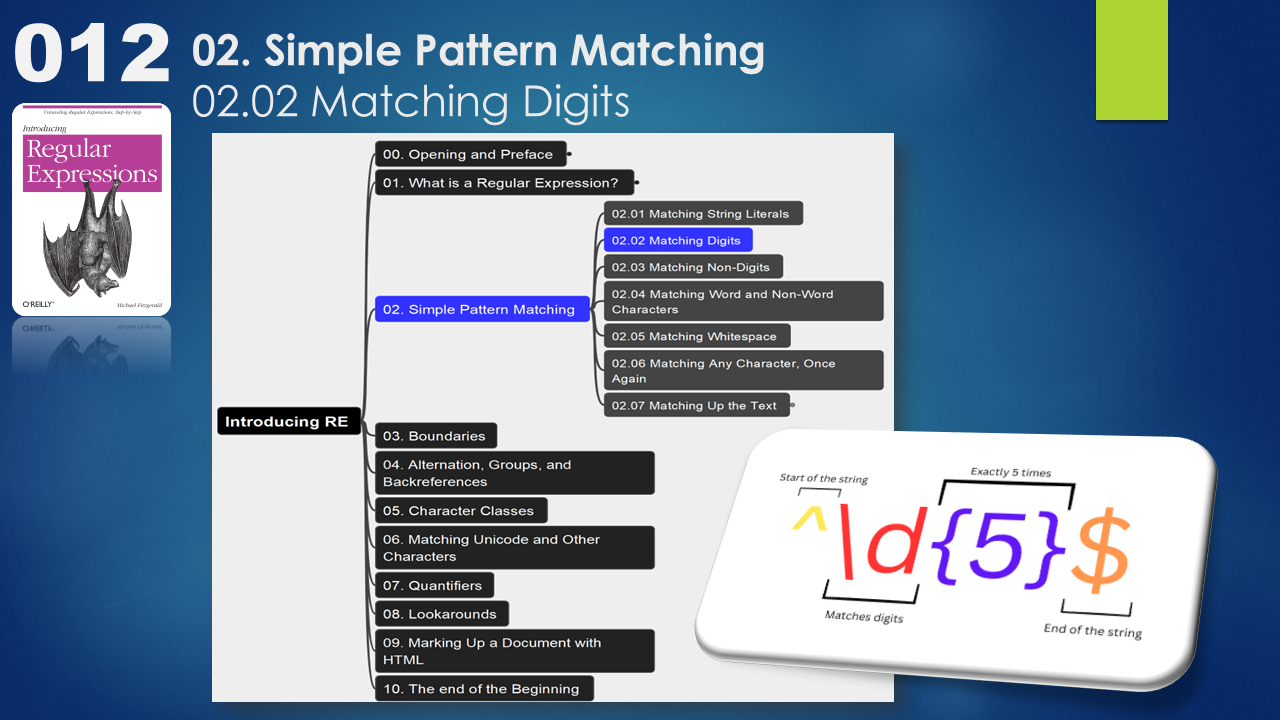 012
02. Simple Pattern Matching
02.02 Matching Digits
Unraveling Regular Expressions, Step-by-Step
Introducing
Regular
Expressions
O'REILLY®
Michael Fitzgerald
Introducing RE
00. Opening and Preface
01. What is a Regular Expression?
02. Simple Pattern Matching
02.01 Matching String Literals
02.02 Matching Digits
02.03 Matching Non-Digits
02.04 Matching Word and Non-Word
Characters
02.05 Matching Whitespace
02.06 Matching Any Character, Once
Again
02.07 Matching Up the Text
03. Boundaries
04. Alternation, Groups, and
Backreferences
05. Character Classes
06. Matching Unicode and Other
Characters
07. Quantifiers
08. Lookarounds
09. Marking Up a Document with
HTML
10. The end of the Beginning
Start of the string
Exactly 5 times
^\d{5}$
Matches digits
End of the string